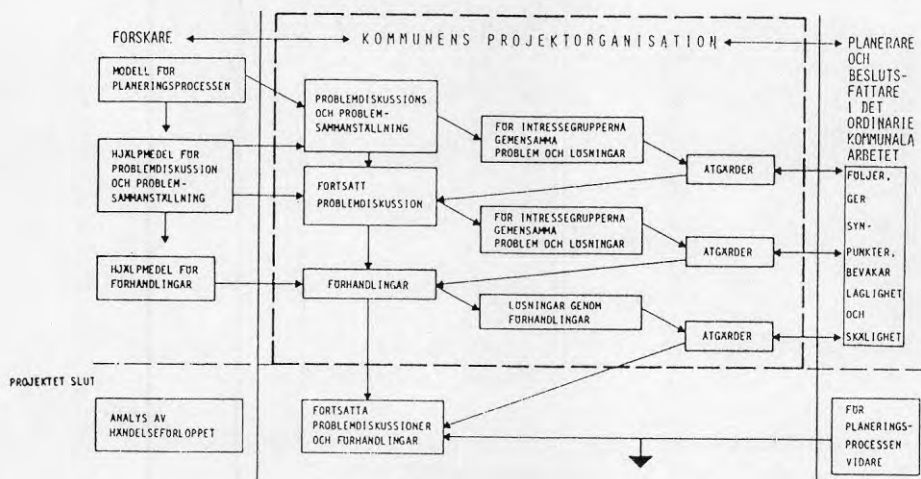 FORSKARE
KOMMUNENS PROJEKTORGANISATION
PLANERARE
OCH
BESLUTS-
FATTARE
I DET
ORDINARIE
KOMMUNALA
ARBETET
MODELL FÖR
PLANERINGSPROCESSEN
PROBLEMDISKUSSIONS
OCH PROBLEM-
SAMMANSTÄLLNING
FÖR INTRESSEGRUPPERNA
GEMENSAMMA
PROBLEM OCH LÖSNINGAR
ATGÄRDER
HJÄLPMEDEL FÖR
PROBLEMDISKUSSION
OCH PROBLEM-
SAMMANSTÄLLNING
FORTSATT
PROBLEMDISKUSSION
FÖR INTRESSEGRUPPERNA
GEMENSAMMA
PROBLEM OCH LÖSNINGAR
ATGÄRDER
FÖLJER,
GER
SYN-
PUNKTER,
BEVAKAR
LAGLIGHET
OCH
SKÄLIGHET
HJÄLPMEDEL FÖR
FÖRHANDLINGAR
FÖRHANDLINGAR
LÖSNINGAR GENOM
FÖRHANDLINGAR
ATGÄRDER
PROJEKTET SLUT
ANALYS AV
HÄNDELSEFÖRLOPPET
FORTSATTA
PROBLEMDISKUSSIONER
OCH FÖRHANDLINGAR
FÖR
PLANERINGS-
PROCESSEN
VIDARE